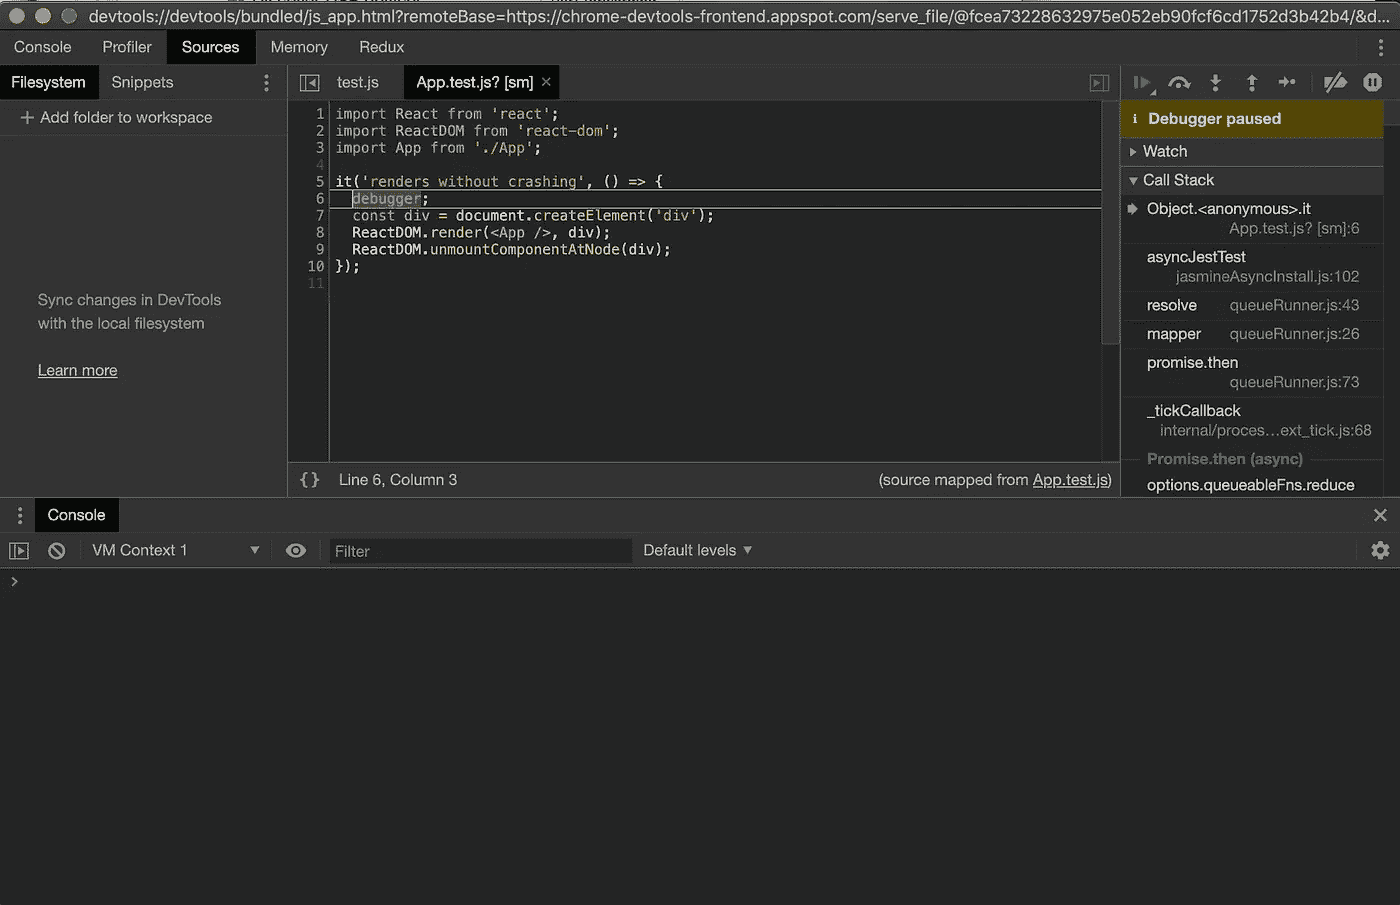 devtools://devtools/bundled/js_app.html?remoteBase=https://chrome-devtools-frontend.appspot.com/serve_file/@fcea73228632975e052eb90fcf6cd1752d3b42b4/&d...
Console Profiler Sources Memory Redux
Filesystem Snippets
test.js App.test.js? [sm] ×
+ Add folder to workspace
Sync changes in DevTools
with the local filesystem
Learn more
1 import React from 'react';
2 import ReactDOM from 'react-dom';
3 import App from './App';
4
5 it('renders without crashing', () => {
6 debugger;
7 const div = document.createElement('div');
8 ReactDOM.render(<App />, div);
9 ReactDOM.unmountComponentAtNode(div);
10 });
11
{} Line 6, Column 3 (source mapped from App.test.js)
i Debugger paused
Watch
Call Stack
Object.<anonymous>.it
App.test.js? [sm]:6
asyncJestTest
jasmineAsyncInstall.js:102
resolve queueRunner.js:43
mapper queueRunner.js:26
promise.then
queueRunner.js:73
_tickCallback
internal/proces…ext_tick.js:68
Promise.then (async)
options.queueableFns.reduce
Console
VM Context 1 Filter Default levels
>